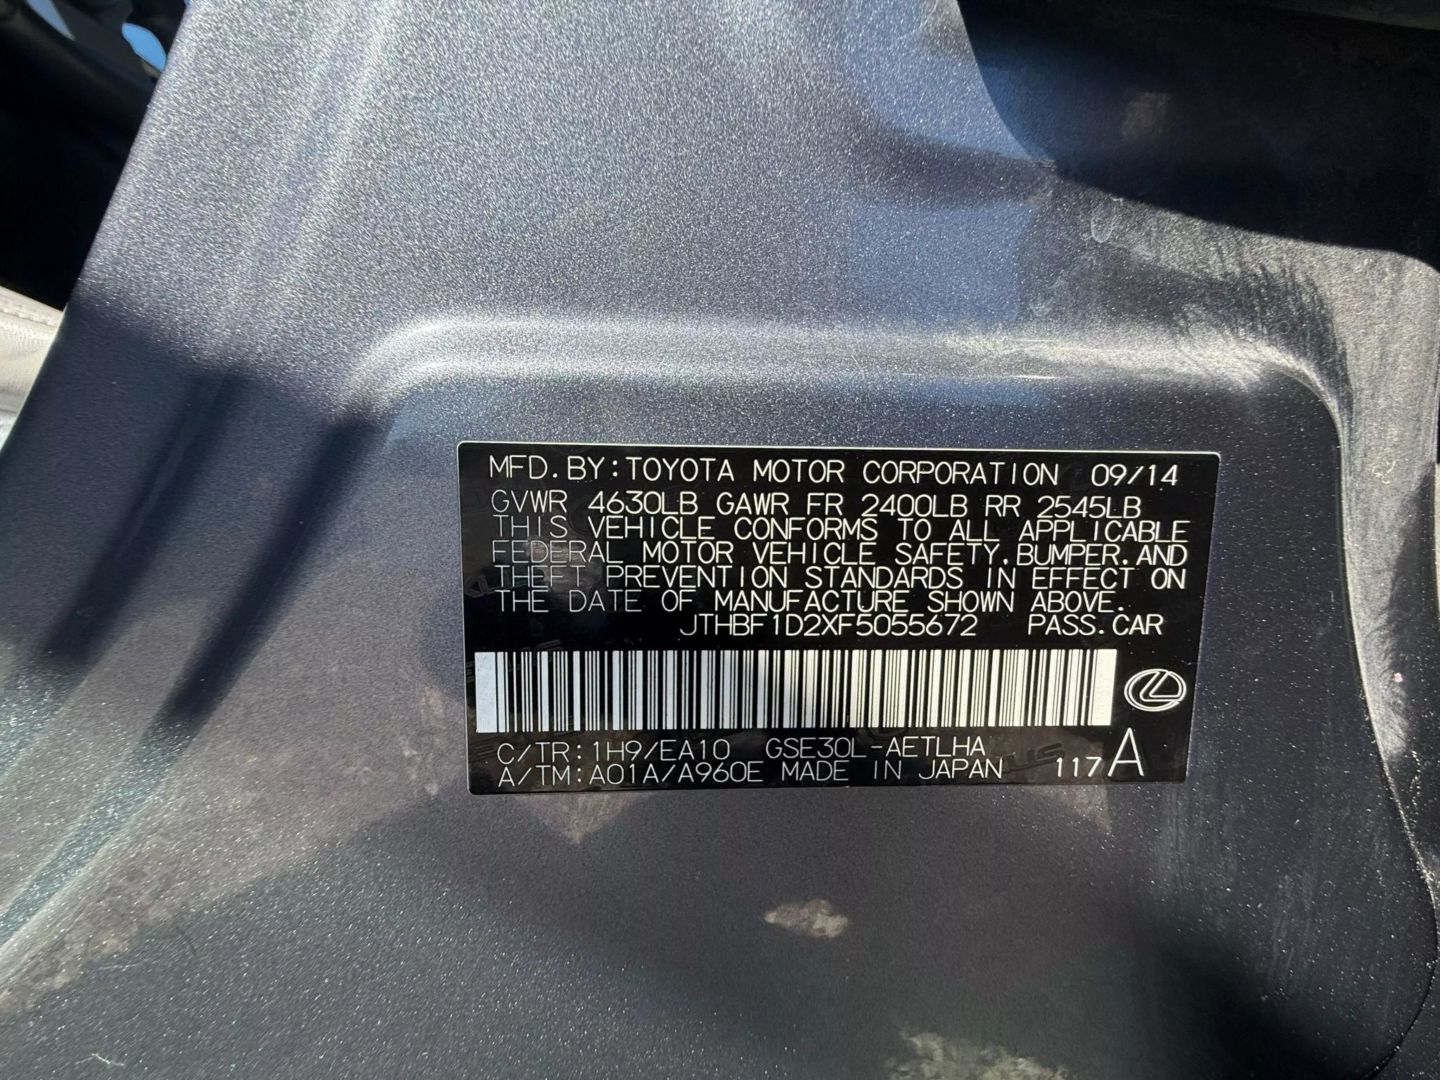 MFD.BY:TOYOTA MOTOR CORPORATION 09/14
GVWR 4630LB GAWR FR 2400LB RR 2545LB
THIS VEHICLE CONFORMS TO ALL APPLICABLE
FEDERAL MOTOR VEHICLE SAFETY,BUMPER,AND
THEFT PREVENTION STANDARDS IN EFFECT ON
THE DATE OF MANUFACTURE SHOWN ABOVE.
JTHBF1D2XF5055672 PASS.CAR
C/TR:1H9/EA10 GSE30L-AETLHA
A/TM:A01A/A960E MADE IN JAPAN 117A